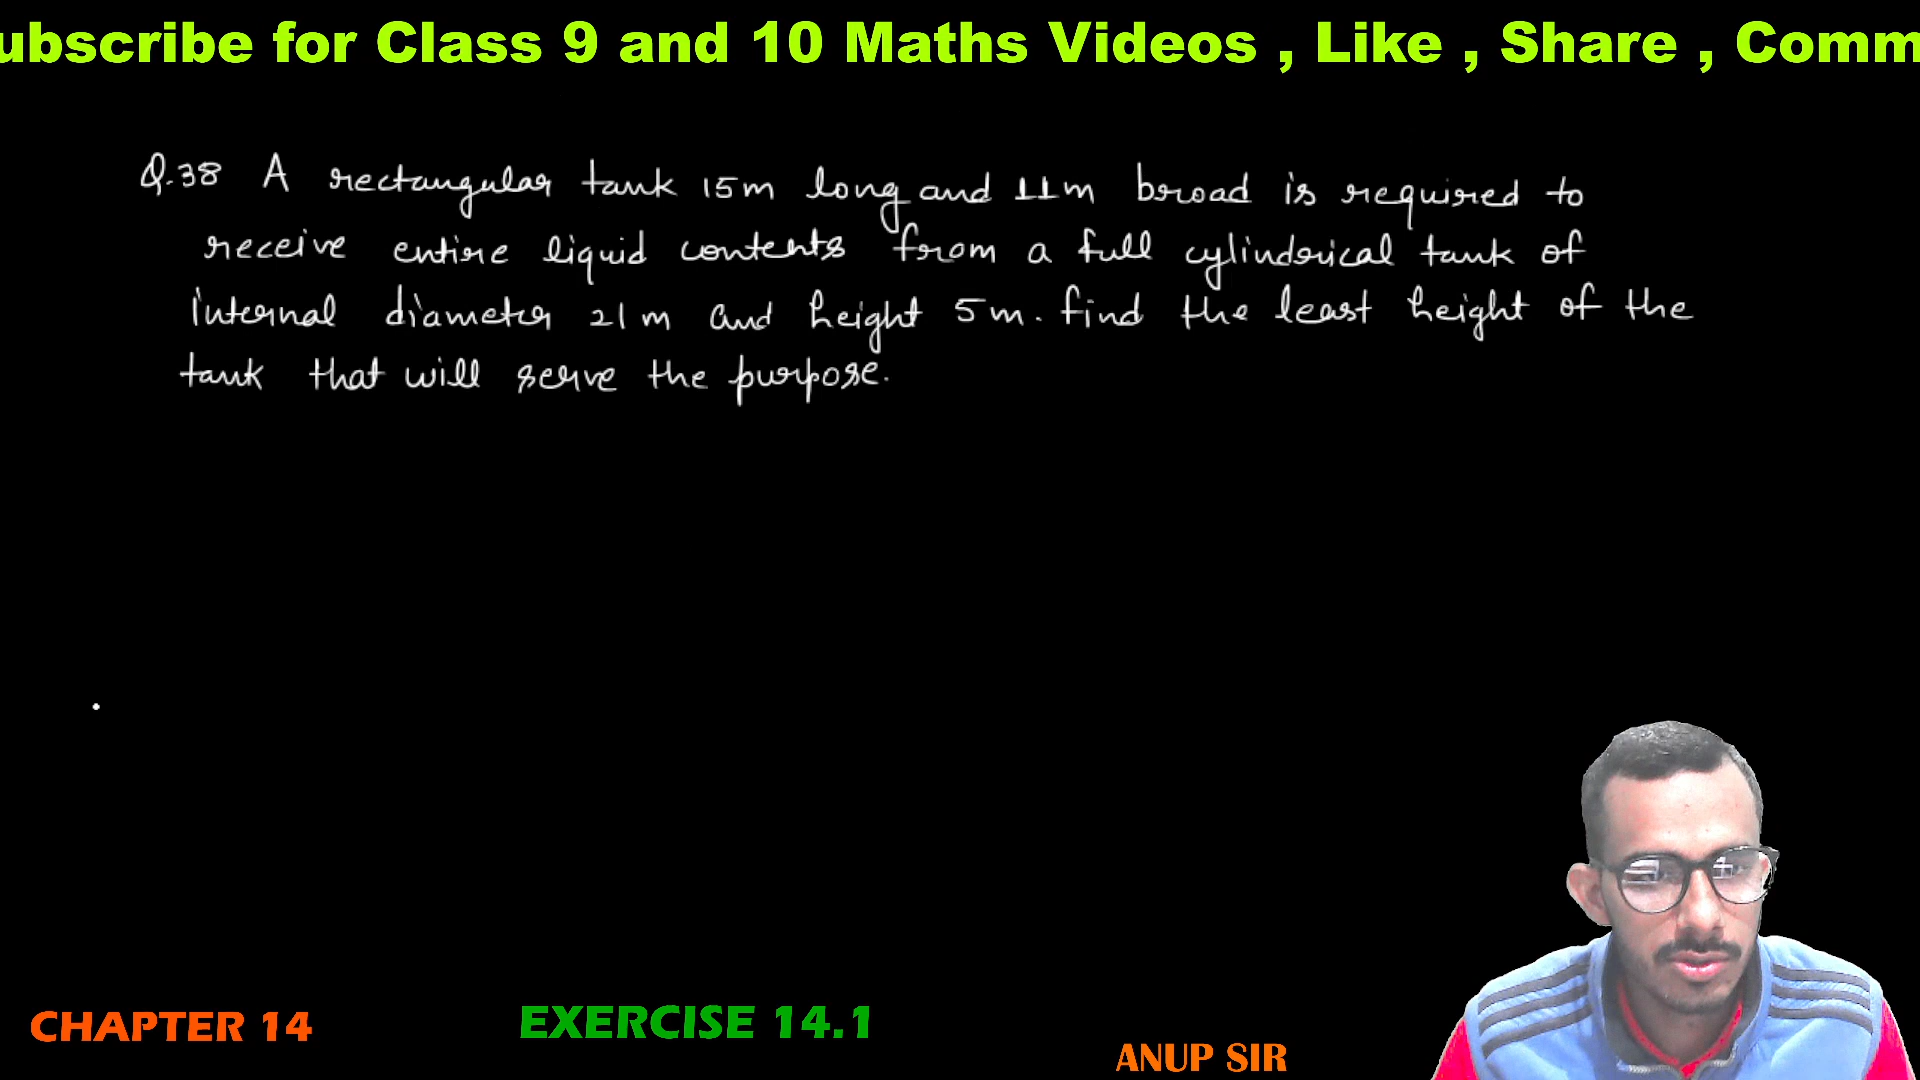 ubscribe for Class 9 and 10 Maths Videos , Like , Share , Comm
Q.38 A rectangular tank 15m long and 11m broad is required to
receive entire liquid contents from a full cylinderical tank of
internal diameter 21 m and height 5m. find the least height of the
tank that will serve the purpose.
CHAPTER 14
EXERCISE 14.1
ANUP SIR